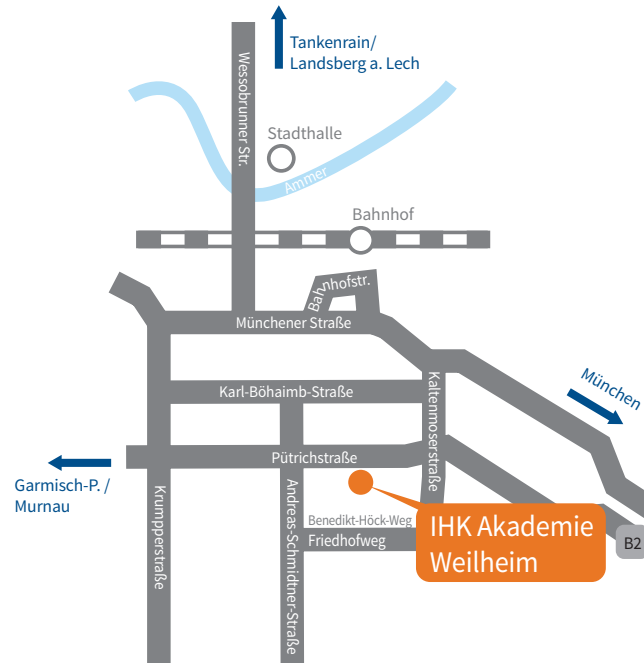 Tankenrain/
Landsberg a. Lech
Wessobrunner Str.
Stadthalle
Ammer
Bahnhof
Bahnhofstr.
Münchener Straße
München
Karl-Böhaimb-Straße
Kaltenmoserstraße
Pütrichstraße
Garmisch-P. /
Murnau
Krumpperstraße
Andreas-Schmidtner-Straße
Benedikt-Höck-Weg
Friedhofweg
IHK Akademie
Weilheim
B2